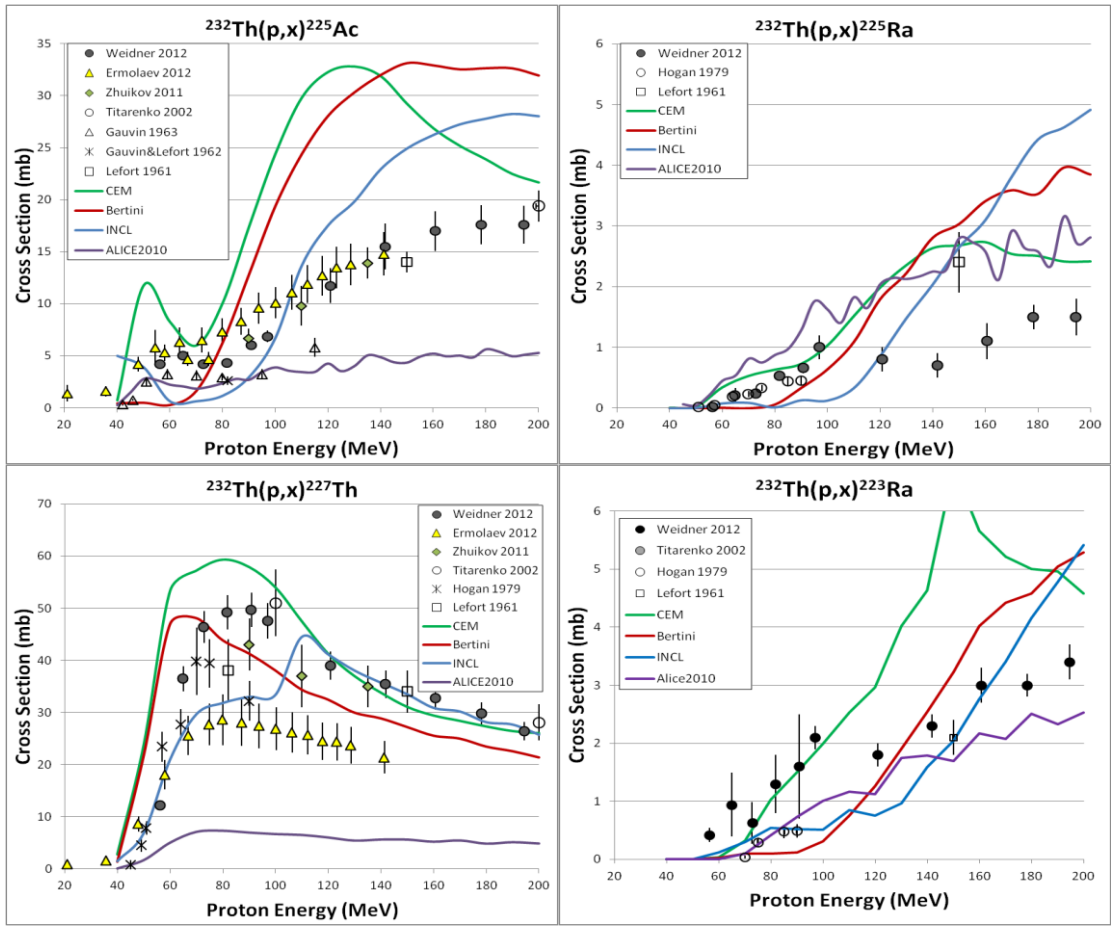 ²³²Th(p,x)²²⁵Ac
Cross Section (mb)
35
30
25
20
15
10
5
0
Weidner 2012
Ermolaev 2012
Zhuikov 2011
Titarenko 2002
Gauvin 1963
Gauvin&Lefort 1962
Lefort 1961
CEM
Bertini
INCL
ALICE2010
20 40 60 80 100 120 140 160 180 200
Proton Energy (MeV)
²³²Th(p,x)²²⁵Ra
Cross Section (mb)
6
5
4
3
2
1
0
Weidner 2012
Hogan 1979
Lefort 1961
CEM
Bertini
INCL
ALICE2010
20 40 60 80 100 120 140 160 180 200
Proton Energy (MeV)
²³²Th(p,x)²²⁷Th
Cross Section (mb)
70
60
50
40
30
20
10
0
Weidner 2012
Ermolaev 2012
Zhuikov 2011
Titarenko 2002
Hogan 1979
Lefort 1961
CEM
Bertini
INCL
ALICE2010
20 40 60 80 100 120 140 160 180 200
Proton Energy (MeV)
²³²Th(p,x)²²³Ra
Cross Section (mb)
6
5
4
3
2
1
0
Weidner 2012
Titarenko 2002
Hogan 1979
Lefort 1961
CEM
Bertini
INCL
Alice2010
20 40 60 80 100 120 140 160 180 200
Proton Energy (MeV)